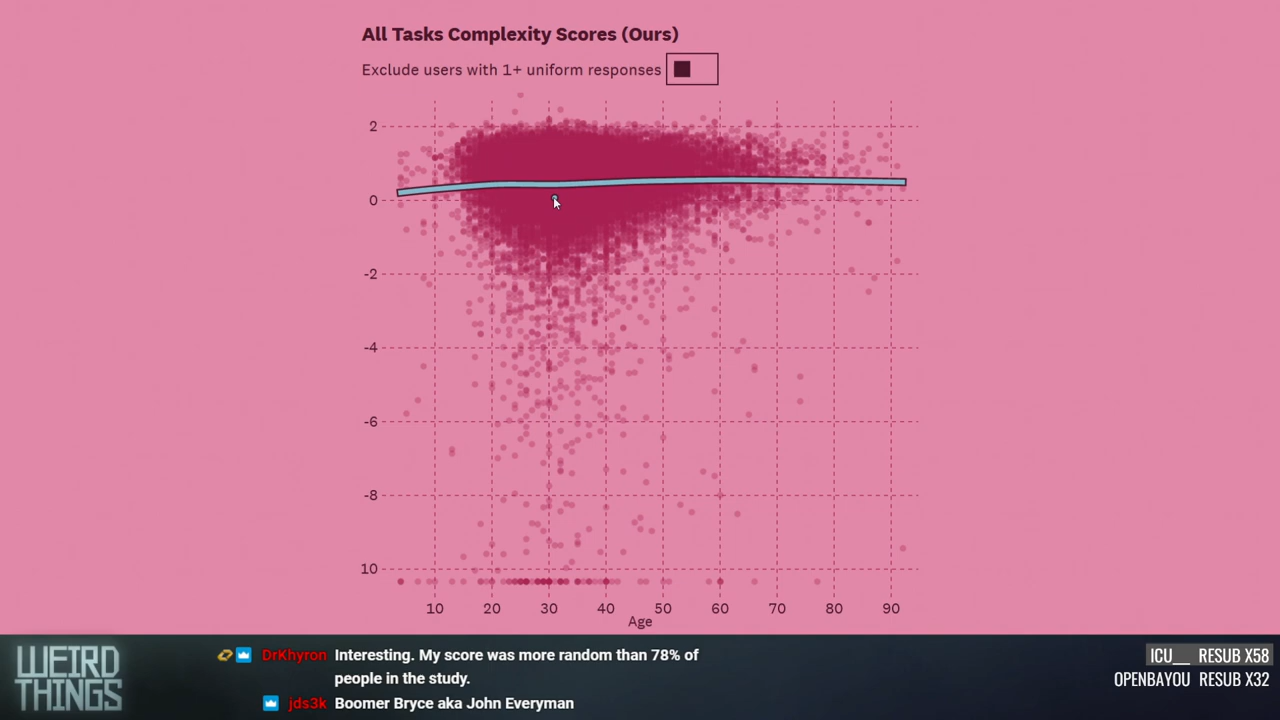 All Tasks Complexity Scores (Ours)
Exclude users with 1+ uniform responses
2
0
-2
-4
-6
-8
10
10 20 30 40 50 60 70 80 90
Age
WEIRD
THINGS
DrKhyron Interesting. My score was more random than 78% of
people in the study.
jds3k Boomer Bryce aka John Everyman
ICU__ RESUB X58
OPENBAYOU RESUB X32